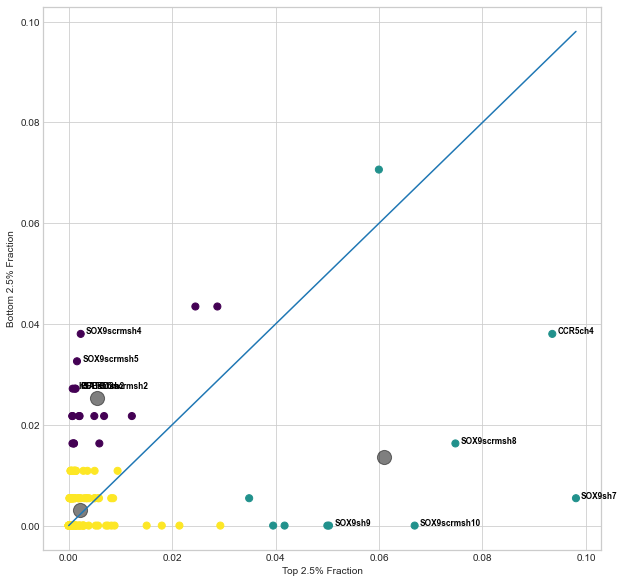 0.10
0.08
0.06
0.04
0.02
0.00
Bottom 2.5% Fraction
SOX9scrmsh4
CCR5ch4
SOX9scrmsh5
SOX9scrmsh8
SOX9sh7
SOX9sh9
SOX9scrmsh10
0.00
0.02
0.04
0.06
0.08
0.10
Top 2.5% Fraction